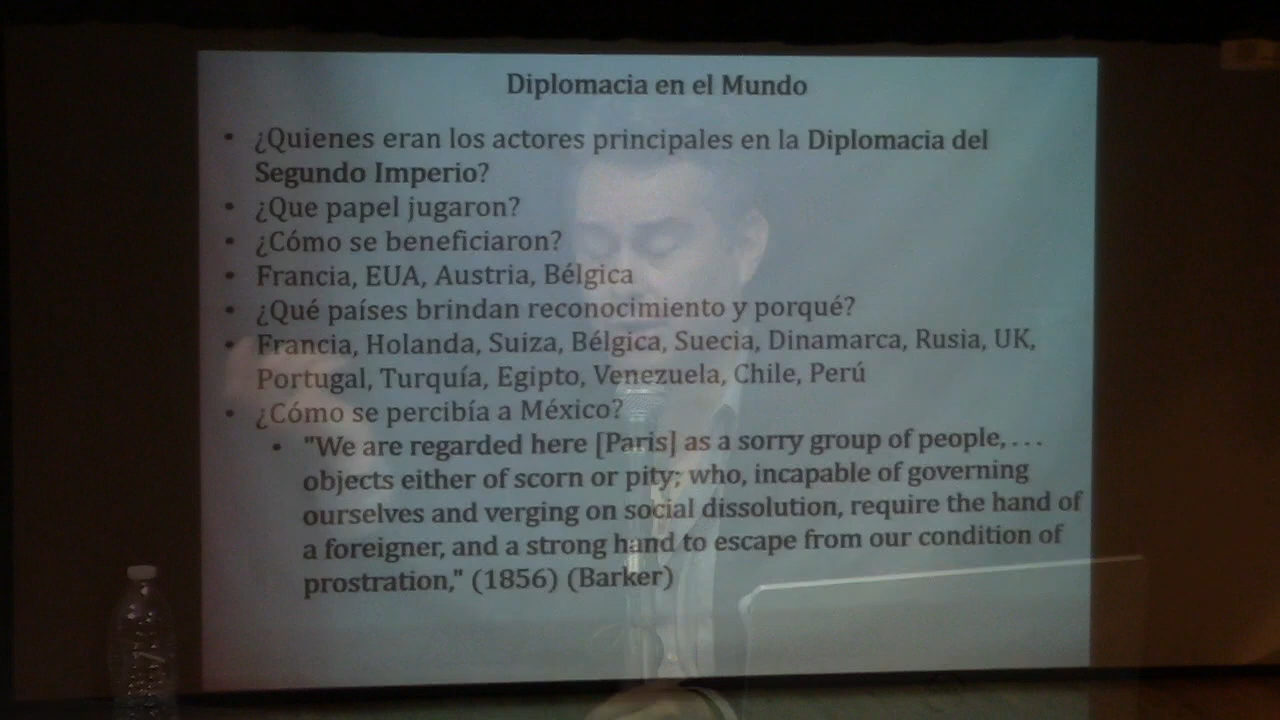 Diplomacia en el Mundo
• ¿Quienes eran los actores principales en la Diplomacia del
Segundo Imperio?
• ¿Que papel jugaron?
• ¿Cómo se beneficiaron?
• Francia, EUA, Austria, Bélgica
• ¿Qué países brindan reconocimiento y porqué?
• Francia, Holanda, Suiza, Bélgica, Suecia, Dinamarca, Rusia, UK,
Portugal, Turquía, Egipto, Venezuela, Chile, Perú
• ¿Cómo se percibía a México?
• "We are regarded here [Paris] as a sorry group of people, . . .
objects either of scorn or pity; who, incapable of governing
ourselves and verging on social dissolution, require the hand of
a foreigner, and a strong hand to escape from our condition of
prostration," (1856) (Barker)